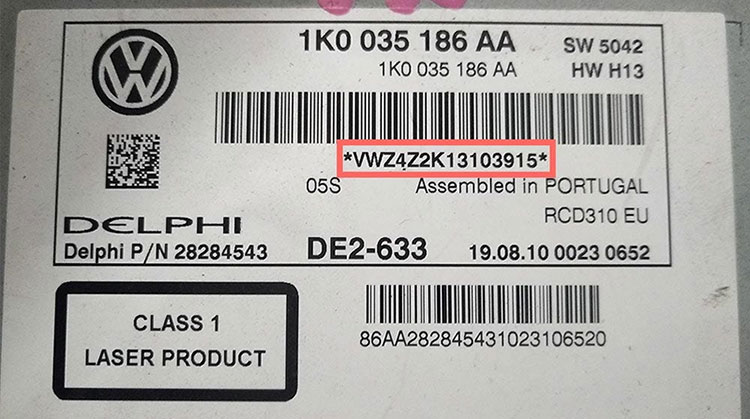 1K0 035 186 AA SW 5042
1K0 035 186 AA HW H13
*VWZ4Z2K13103915*
05S Assembled in PORTUGAL
RCD310 EU
DELPHI
Delphi P/N 28284543 DE2-633 19.08.10 0023 0652
CLASS 1
LASER PRODUCT
86AA282845431023106520